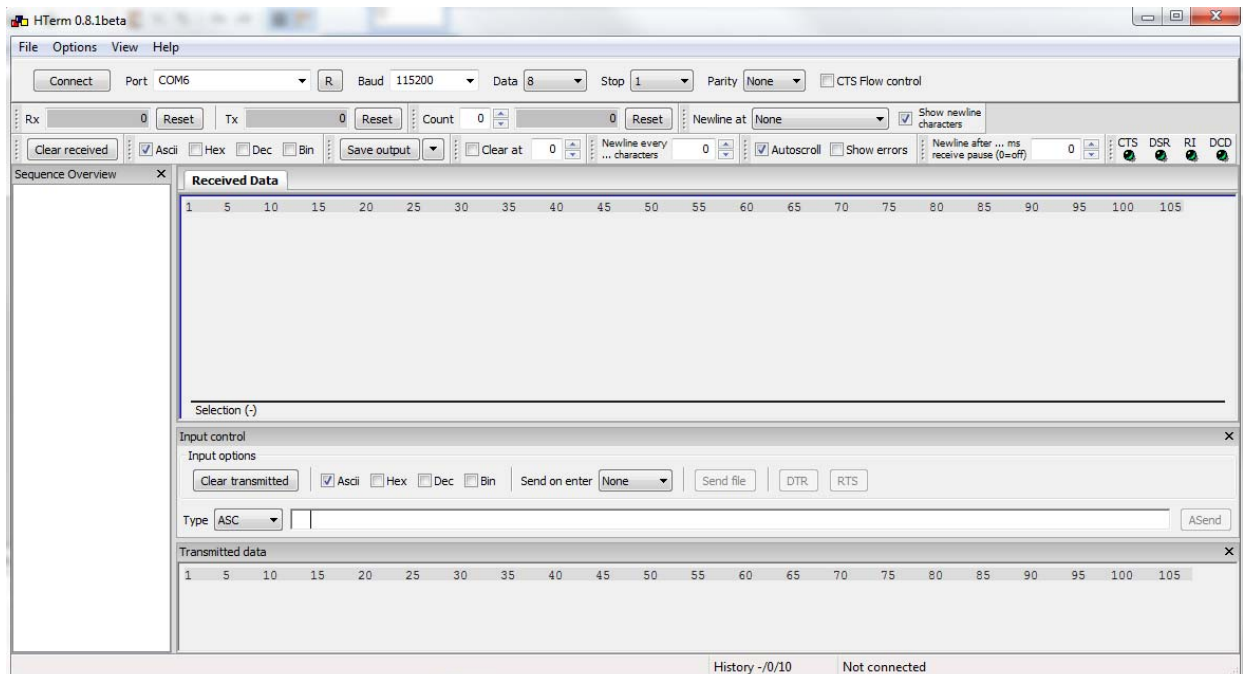 HTerm 0.8.1beta
File Options View Help
Connect Port COM6 R Baud 115200 Data 8 Stop 1 Parity None CTS Flow control
Rx 0 Reset Tx 0 Reset Count 0 0 Reset Newline at None Show newline characters
Clear received Ascii Hex Dec Bin Save output Clear at 0 Newline every ... characters 0 Autoscroll Show errors Newline after ... ms receive pause (0=off) 0 CTS DSR RI DCD
Sequence Overview
Received Data
1 5 10 15 20 25 30 35 40 45 50 55 60 65 70 75 80 85 90 95 100 105
Selection (-)
Input control
Input options
Clear transmitted Ascii Hex Dec Bin Send on enter None Send file DTR RTS
Type ASC ASend
Transmitted data
1 5 10 15 20 25 30 35 40 45 50 55 60 65 70 75 80 85 90 95 100 105
History -/0/10 Not connected